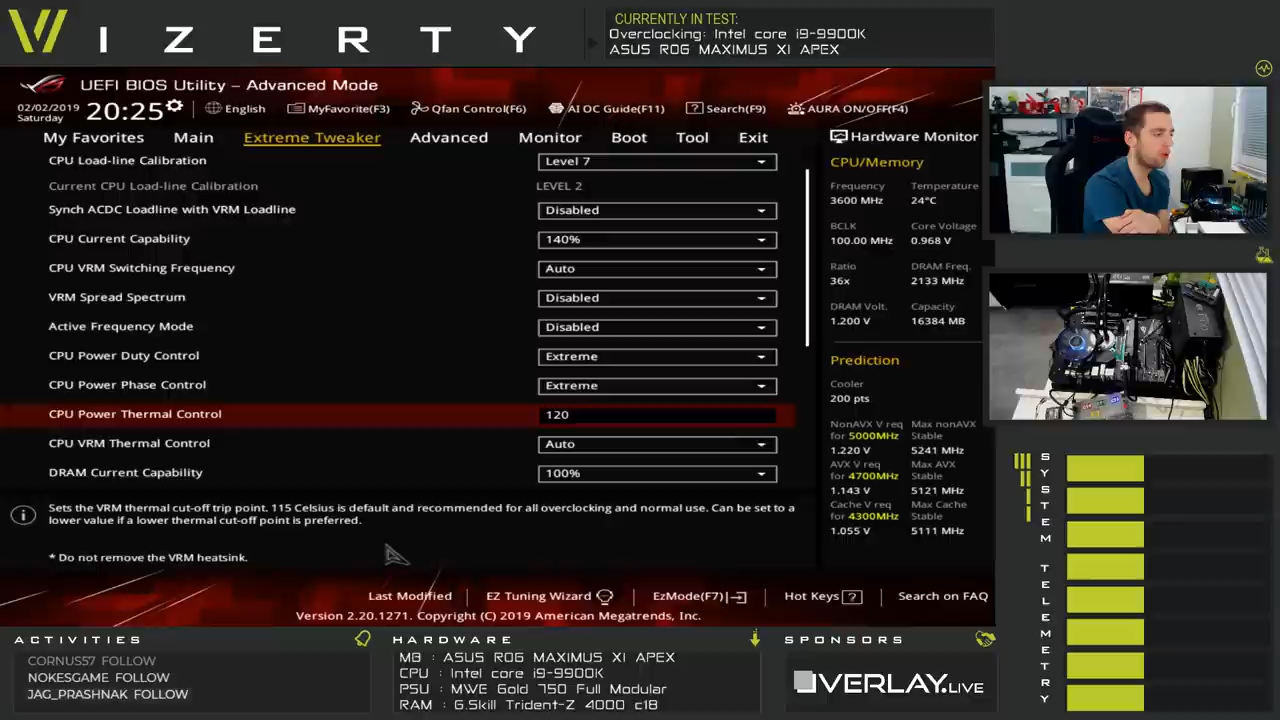 WIZERTY
CURRENTLY IN TEST:
Overclocking: Intel core i9-9900K
ASUS ROG MAXIMUS XI APEX
UEFI BIOS Utility – Advanced Mode
02/02/2019
Saturday
20:25
English
MyFavorite(F3)
Qfan Control(F6)
AI OC Guide(F11)
? Search(F9)
AURA ON/OFF(F4)
My Favorites
Main
Extreme Tweaker
Advanced
Monitor
Boot
Tool
Exit
CPU Load-line Calibration
Level 7
Current CPU Load-line Calibration
LEVEL 2
Synch ACDC Loadline with VRM Loadline
Disabled
CPU Current Capability
140%
CPU VRM Switching Frequency
Auto
VRM Spread Spectrum
Disabled
Active Frequency Mode
Disabled
CPU Power Duty Control
Extreme
CPU Power Phase Control
Extreme
CPU Power Thermal Control
120
CPU VRM Thermal Control
Auto
DRAM Current Capability
100%
Sets the VRM thermal cut-off trip point. 115 Celsius is default and recommended for all overclocking and normal use. Can be set to a
lower value if a lower thermal cut-off point is preferred.
* Do not remove the VRM heatsink.
Hardware Monitor
CPU/Memory
Frequency
Temperature
3600 MHz
24°C
BCLK
Core Voltage
100.00 MHz
0.968 V
Ratio
DRAM Freq.
36x
2133 MHz
DRAM Volt.
Capacity
1.200 V
16384 MB
Prediction
Cooler
200 pts
NonAVX V req
Max nonAVX
for 5000MHz
Stable
1.220 V
5241 MHz
AVX V req
Max AVX
for 4700MHz
Stable
1.143 V
5121 MHz
Cache V req
Max Cache
for 4300MHz
Stable
1.055 V
5111 MHz
Last Modified
EZ Tuning Wizard
EzMode(F7)
Hot Keys ?
Search on FAQ
Version 2.20.1271. Copyright (C) 2019 American Megatrends, Inc.
SYSTEM TELEMETRY
ACTIVITIES
CORNUS57 FOLLOW
NOKESGAME FOLLOW
JAG_PRASHNAK FOLLOW
HARDWARE
MB : ASUS ROG MAXIMUS XI APEX
CPU : Intel core i9-9900K
PSU : MWE Gold 750 Full Modular
RAM : G.Skill Trident-Z 4000 c18
SPONSORS
OVERLAY.LIVE